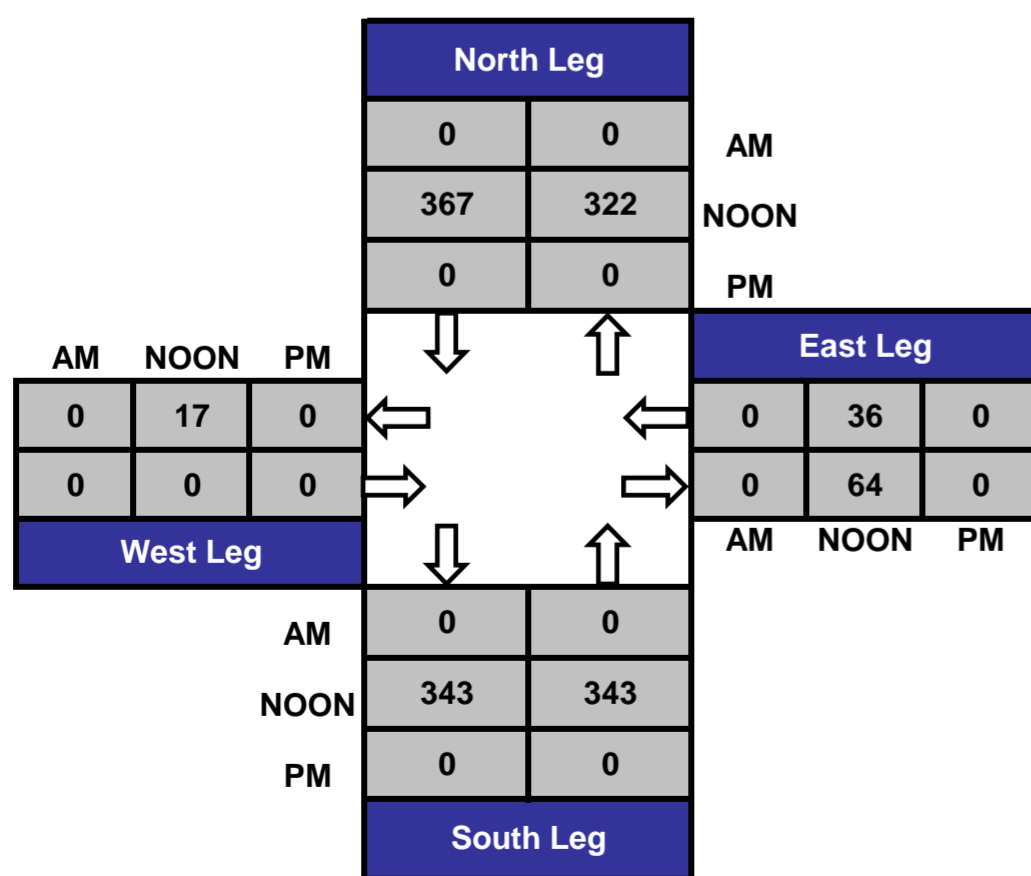 North Leg
0 0
AM
367 322
NOON
0 0
PM
AM NOON PM
0 17 0
0 0 0
West Leg
East Leg
0 36 0
0 64 0
AM NOON PM
AM
0 0
NOON
343 343
PM
0 0
South Leg